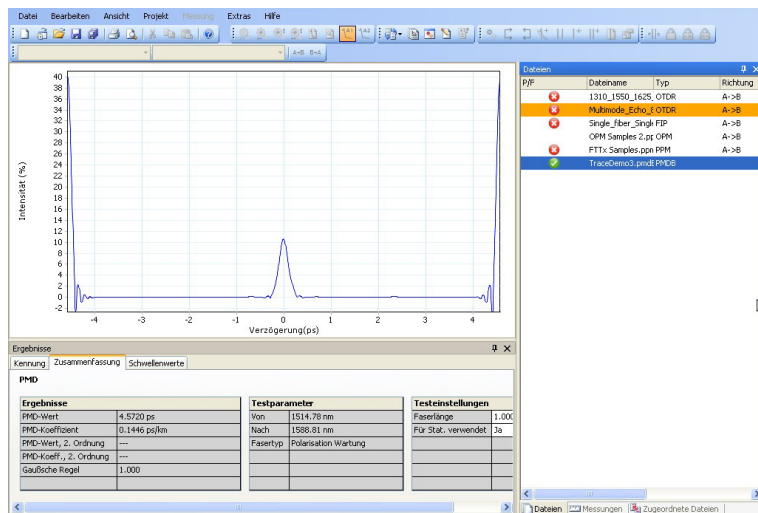 Datei Bearbeiten Ansicht Projekt Messung Extras Hilfe
A→B B→A
Dateien
P/F Dateiname Typ Richtung
1310_1550_1625_ OTDR A->B
Multimode_Echo_ OTDR A->B
Single_fiber_Singl FIP A->B
OPM Samples 2.pp OPM A->B
FTTx Samples.ppn PPM A->B
TraceDemo3.pmdB PMDB A->B
Intensität (%)
40
38
36
34
32
30
28
26
24
22
20
18
16
14
12
10
8
6
4
2
0
-2
-4 -3 -2 -1 0 1 2 3 4
Verzögerung(ps)
Ergebnisse
Kennung Zusammenfassung Schwellenwerte
PMD
Ergebnisse
PMD-Wert 4.5720 ps
PMD-Koeffizient 0.1446 ps/km
PMD-Wert, 2. Ordnung ---
PMD-Koeff., 2. Ordnung ---
Gaußsche Regel 1.000
Testparameter
Von 1514.78 nm
Nach 1588.81 nm
Fasertyp Polarisation Wartung
Testeinstellungen
Faserlänge 1.000
Für Stat. verwendet Ja
Dateien Messungen Zugeordnete Dateien